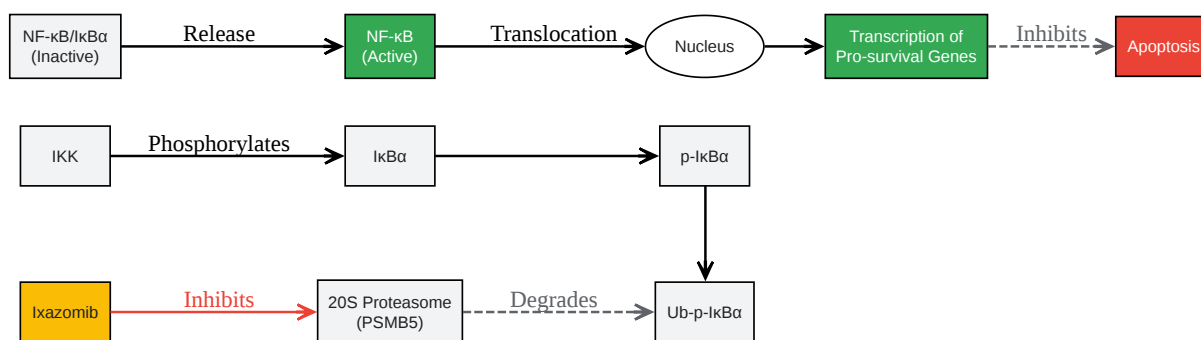 NF-κB/IκBα
(Inactive)
Release
NF-κB
(Active)
Translocation
Nucleus
Transcription of
Pro-survival Genes
Inhibits
Apoptosis
IKK
Phosphorylates
IκBα
p-IκBα
Ixazomib
Inhibits
20S Proteasome
(PSMB5)
Degrades
Ub-p-IκBα